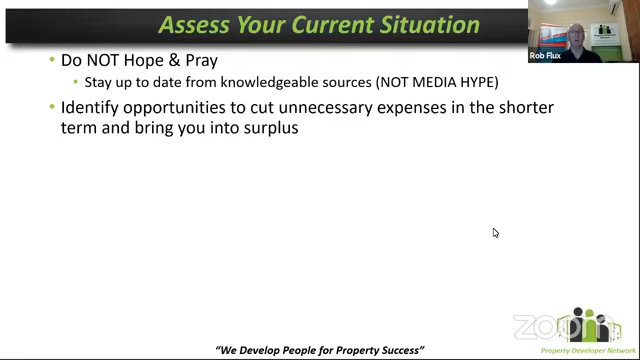 Assess Your Current Situation
Rob Flux
• Do NOT Hope & Pray
• Stay up to date from knowledgeable sources (NOT MEDIA HYPE)
• Identify opportunities to cut unnecessary expenses in the shorter
term and bring you into surplus
zoom
"We Develop People for Property Success"
Property Developer Network